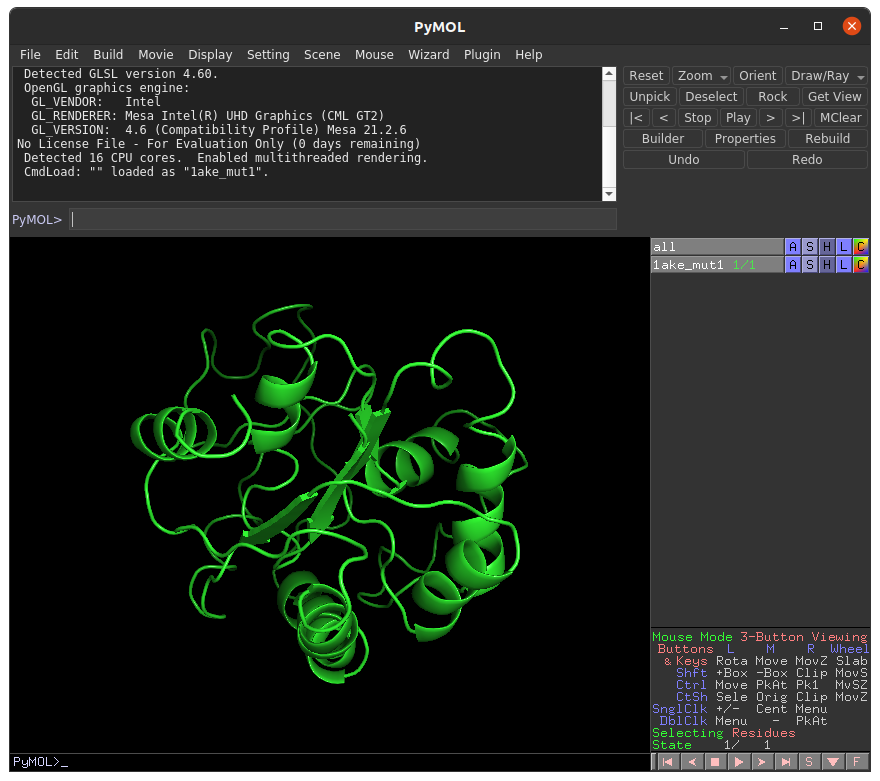 PyMOL
File Edit Build Movie Display Setting Scene Mouse Wizard Plugin Help
Detected GLSL version 4.60.
OpenGL graphics engine:
GL_VENDOR: Intel
GL_RENDERER: Mesa Intel(R) UHD Graphics (CML GT2)
GL_VERSION: 4.6 (Compatibility Profile) Mesa 21.2.6
No License File - For Evaluation Only (0 days remaining)
Detected 16 CPU cores. Enabled multithreaded rendering.
CmdLoad: "" loaded as "1ake_mut1".
PyMOL>
Reset Zoom Orient Draw/Ray
Unpick Deselect Rock Get View
|< < Stop Play > >| MClear
Builder Properties Rebuild
Undo Redo
all A S H L C
1ake_mut1 1/1 A S H L C
Mouse Mode 3-Button Viewing
Buttons L M R Wheel
& Keys Rota Move MovZ Slab
Shft +Box -Box Clip MovS
Ctrl Move PkAt Pk1 MvSZ
CtSh Sele Orig Clip MovZ
SnglClk +/- Cent Menu
DblClk Menu - PkAt
Selecting Residues
State 1/ 1
PyMOL>_
S F